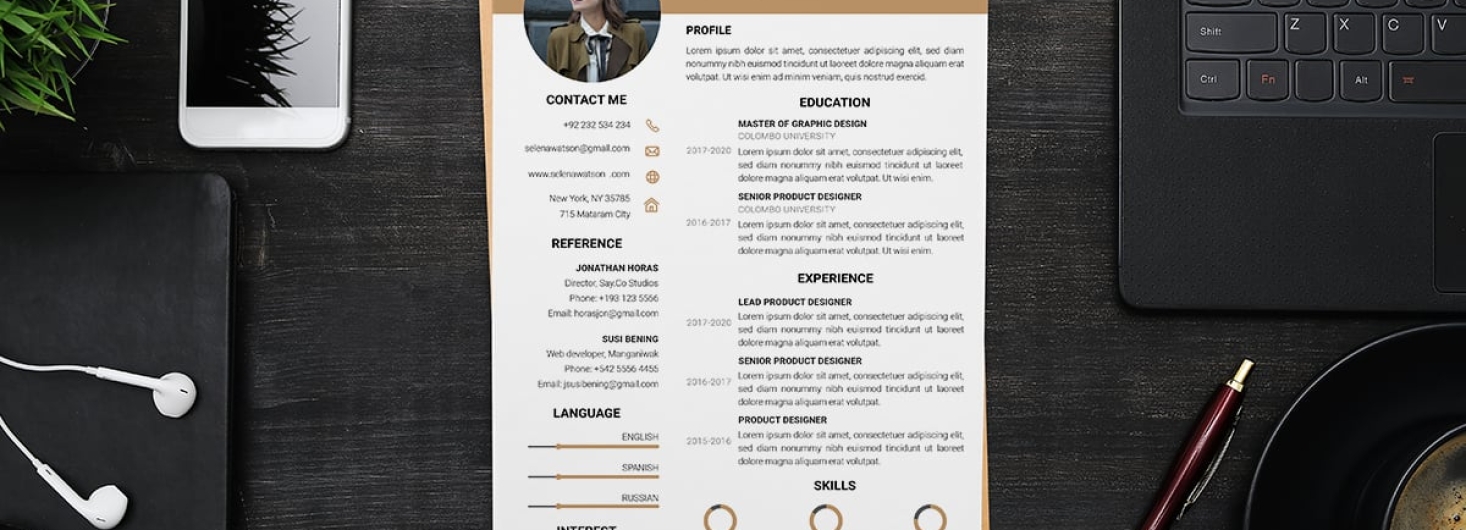 PROFILE
Lorem ipsum dolor sit amet, consectetuer adipiscing elit, sed diam
nonummy nibh euismod tincidunt ut laoreet dolore magna aliquam erat
volutpat. Ut wisi enim ad minim veniam, quis nostrud exercid.
CONTACT ME
+92 232 534 234
selenawatson@gmail.com
www.selenawatson .com
New York, NY 35785
715 Mataram City
REFERENCE
JONATHAN HORAS
Director, Say.Co Studios
Phone: +193 123 5566
Email: horasjon@gmail.com
SUSI BENING
Web developer, Manganiwak
Phone: +542 5556 4455
Email: jsusibening@gmail.com
LANGUAGE
ENGLISH
SPANISH
RUSSIAN
INTEREST
EDUCATION
MASTER OF GRAPHIC DESIGN
COLOMBO UNIVERSITY
2017-2020 Lorem ipsum dolor sit amet, consectetuer adipiscing elit,
sed diam nonummy nibh euismod tincidunt ut laoreet
dolore magna aliquam erat volutpat. Ut wisi enim.
SENIOR PRODUCT DESIGNER
COLOMBO UNIVERSITY
2016-2017 Lorem ipsum dolor sit amet, consectetuer adipiscing elit,
sed diam nonummy nibh euismod tincidunt ut laoreet
dolore magna aliquam erat volutpat. Ut wisi enim.
EXPERIENCE
LEAD PRODUCT DESIGNER
2017-2020 Lorem ipsum dolor sit amet, consectetuer adipiscing elit,
sed diam nonummy nibh euismod tincidunt ut laoreet
dolore magna aliquam erat volutpat.
SENIOR PRODUCT DESIGNER
2016-2017 Lorem ipsum dolor sit amet, consectetuer adipiscing elit,
sed diam nonummy nibh euismod tincidunt ut laoreet
dolore magna aliquam erat volutpat.
PRODUCT DESIGNER
2015-2016 Lorem ipsum dolor sit amet, consectetuer adipiscing elit,
sed diam nonummy nibh euismod tincidunt ut laoreet
dolore magna aliquam erat volutpat.
SKILLS
Shift Z X C V
Ctrl Fn Alt